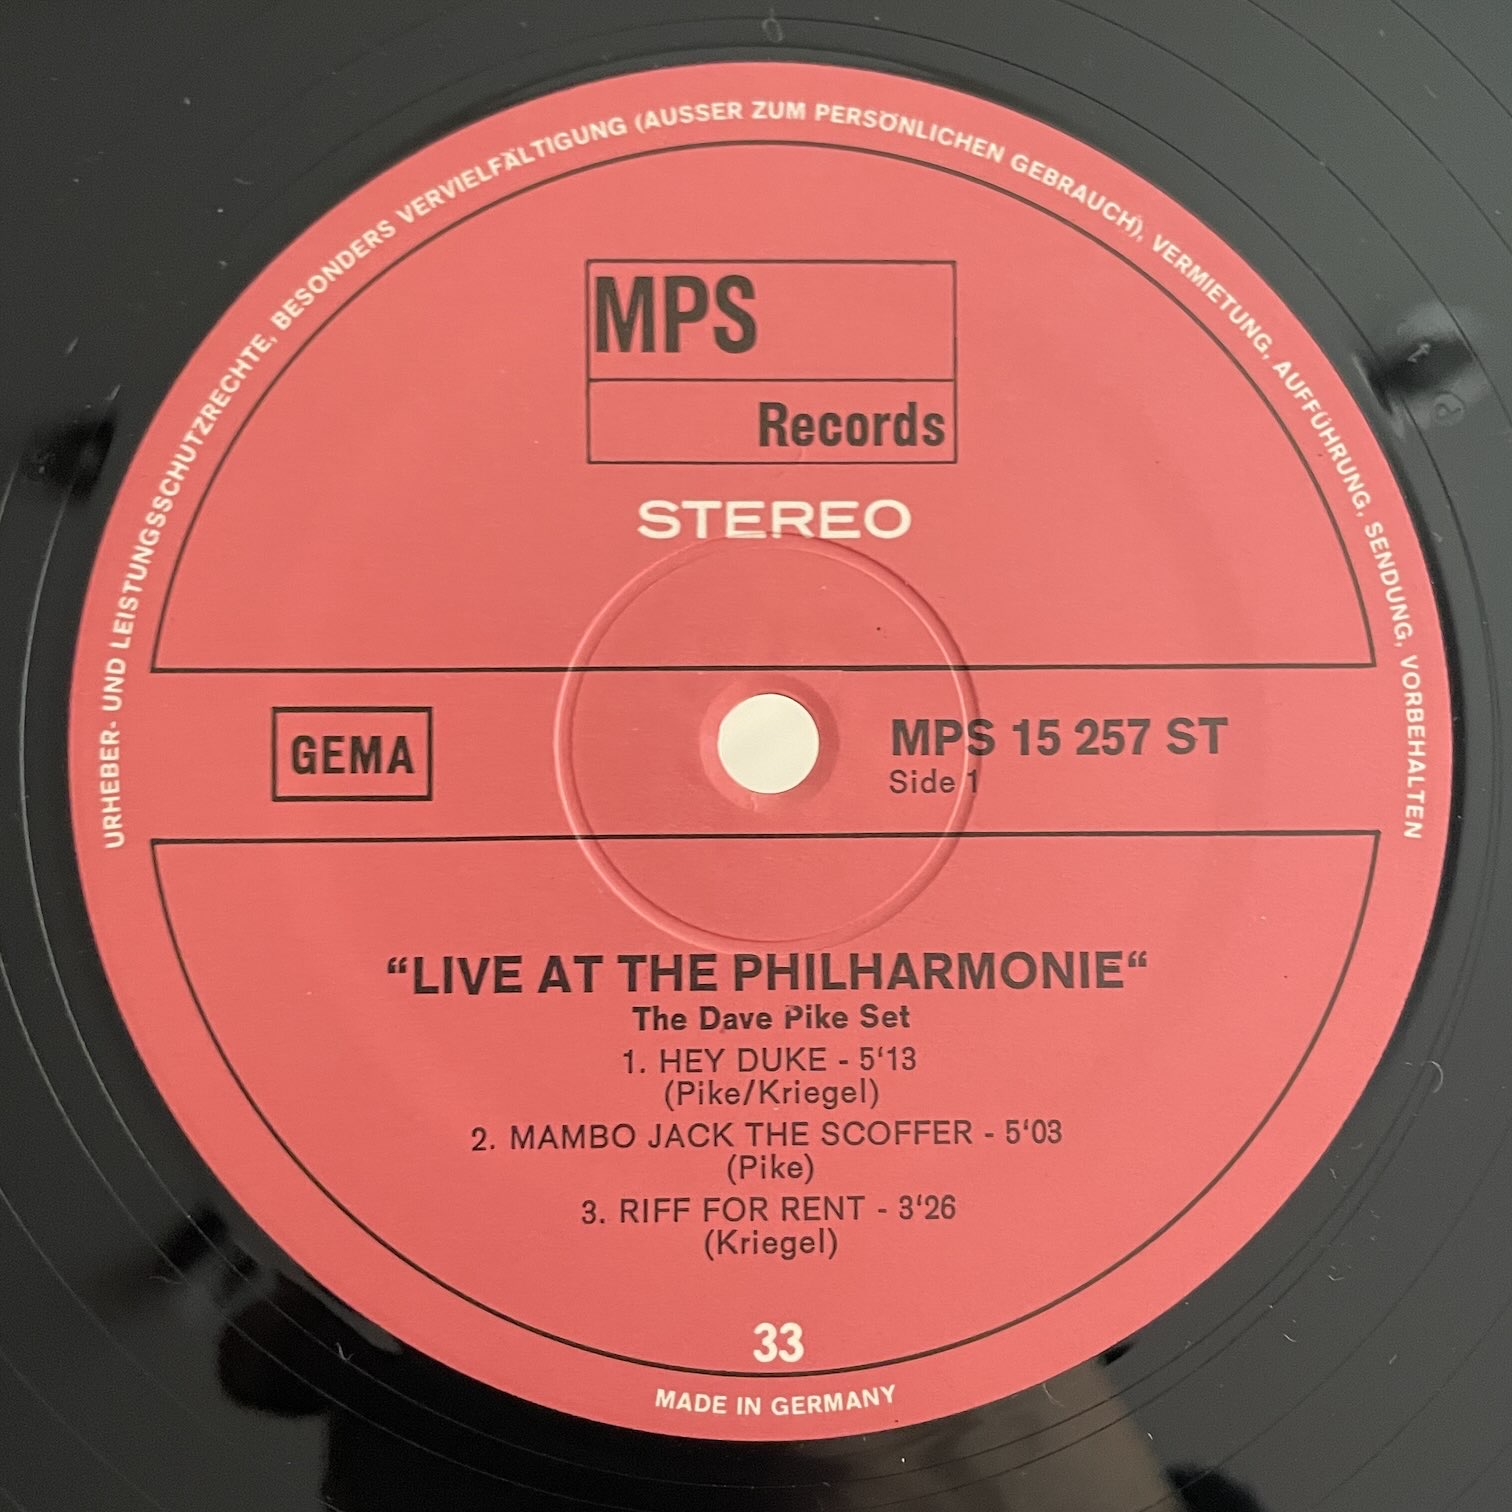 URHEBER- UND LEISTUNGSSCHUTZRECHTE, BESONDERS VERVIELFÄLTIGUNG (AUSSER ZUM PERSÖNLICHEN GEBRAUCH), VERMIETUNG, AUFFÜHRUNG, SENDUNG, VORBEHALTEN
MPS
Records
STEREO
GEMA
MPS 15 257 ST
Side 1
“LIVE AT THE PHILHARMONIE“
The Dave Pike Set
1. HEY DUKE - 5‘13
(Pike/Kriegel)
2. MAMBO JACK THE SCOFFER - 5‘03
(Pike)
3. RIFF FOR RENT - 3‘26
(Kriegel)
33
MADE IN GERMANY